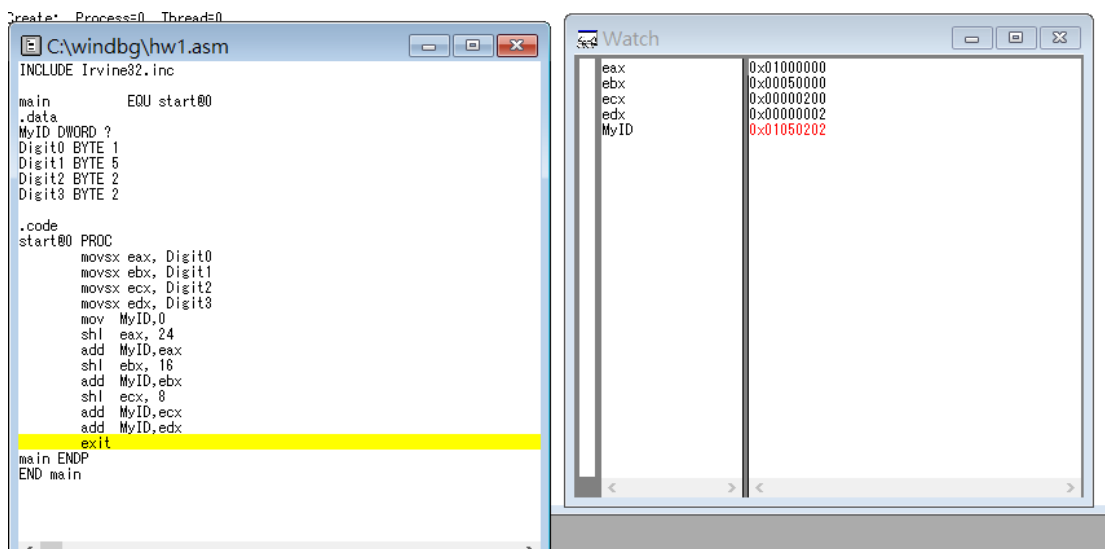 Create: Process=0 Thread=0
C:\windbg\hw1.asm
INCLUDE Irvine32.inc
main EQU start@0
.data
MyID DWORD ?
Digit0 BYTE 1
Digit1 BYTE 5
Digit2 BYTE 2
Digit3 BYTE 2
.code
start@0 PROC
movsx eax, Digit0
movsx ebx, Digit1
movsx ecx, Digit2
movsx edx, Digit3
mov MyID,0
shl eax, 24
add MyID,eax
shl ebx, 16
add MyID,ebx
shl ecx, 8
add MyID,ecx
add MyID,edx
exit
main ENDP
END main
Watch
eax 0x01000000
ebx 0x00050000
ecx 0x00000200
edx 0x00000002
MyID 0x01050202